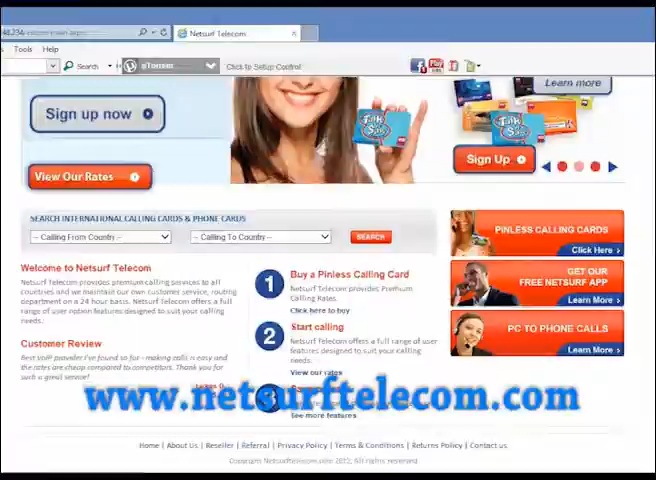 Netsurf Telecom
Tools Help
Search
uTorrent
Click to Setup Control
Sign up now
View Our Rates
Talk Sak
Learn more
Sign Up
SEARCH INTERNATIONAL CALLING CARDS & PHONE CARDS
-- Calling From Country --
-- Calling To Country --
SEARCH
PINLESS CALLING CARDS
Click Here >
GET OUR
FREE NETSURF APP
Learn More >
PC TO PHONE CALLS
Learn More >
Welcome to Netsurf Telecom
Netsurf Telecom provides premium calling services to all
countries and we maintain our own customer service, routing
department on a 24 hour basis. Netsurf Telecom offers a full
range of user option features designed to suit your calling
needs.
Customer Review
Best VoIP provider I've found so far - making calls is easy and
the rates are cheap compared to competitors. Thank you for
such a great service!
1
Buy a Pinless Calling Card
Netsurf Telecom provides Premium
Calling Rates.
Click here to buy
2
Start calling
Netsurf Telecom offers a full range of user
features designed to suit your calling
needs.
View our rates
3
See more features
www.netsurftelecom.com
Home | About Us | Reseller | Referral | Privacy Policy | Terms & Conditions | Returns Policy | Contact us
Copyright Netsurftelecom.com 2012, All rights reserved